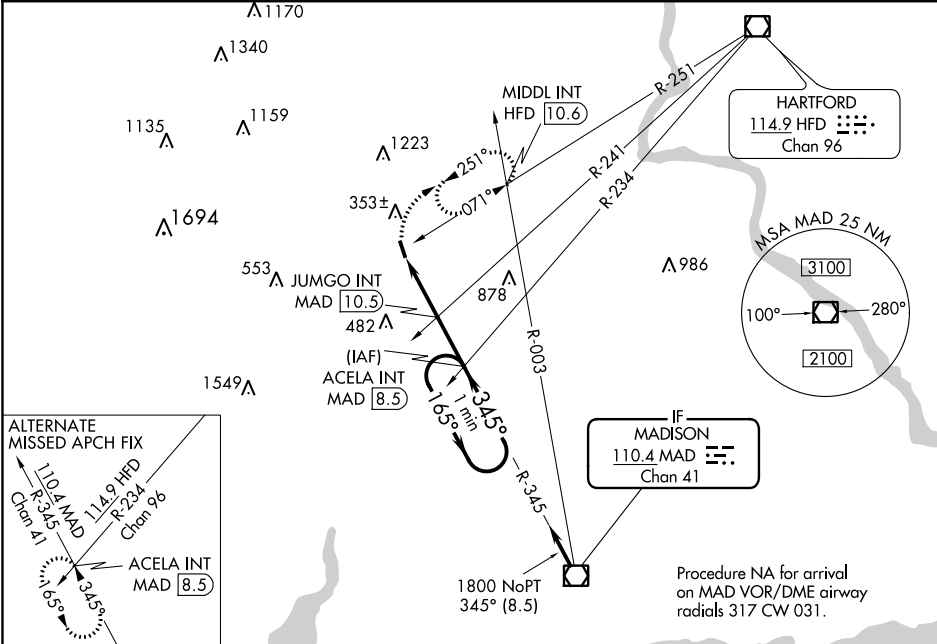 1170
1340
1159
1135
1223
MIDDL INT
HFD 10.6
R-251
HARTFORD
114.9 HFD
Chan 96
R-241
R-234
251°
071°
353±
1694
553
JUMGO INT
MAD 10.5
482
878
986
MSA MAD 25 NM
3100
100°
280°
2100
R-003
(IAF)
ACELA INT
MAD 8.5
1549
165°
1 min
345°
IF
MADISON
110.4 MAD
Chan 41
R-345
1800 NoPT
345° (8.5)
Procedure NA for arrival
on MAD VOR/DME airway
radials 317 CW 031.
ALTERNATE
MISSED APCH FIX
110.4 MAD
R-345
Chan 41
114.9 HFD
R-234
Chan 96
ACELA INT
MAD 8.5
165°
345°